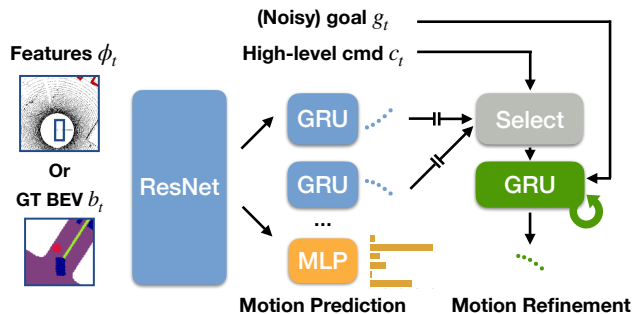 (Noisy) goal g_t
High-level cmd c_t
Features ϕ_t
Or
GT BEV b_t
ResNet
GRU
GRU
...
MLP
Select
GRU
Motion Prediction
Motion Refinement